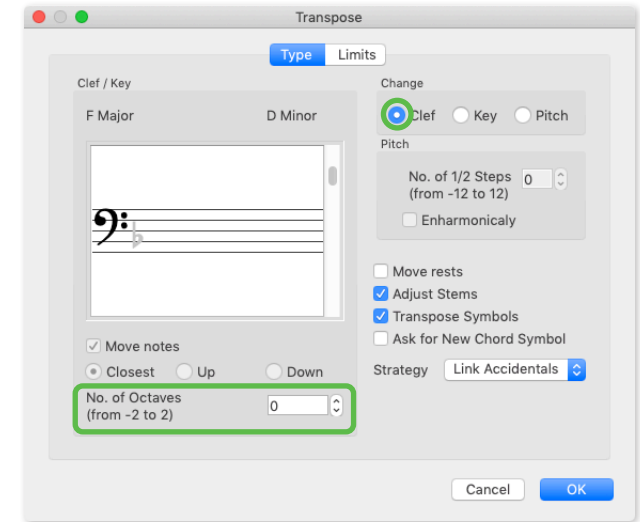 Transpose
Type Limits
Clef / Key
F Major D Minor
Move notes
Closest Up Down
No. of Octaves
(from -2 to 2)
0
Change
Clef Key Pitch
Pitch
No. of 1/2 Steps
(from -12 to 12)
0
Enharmonicaly
Move rests
Adjust Stems
Transpose Symbols
Ask for New Chord Symbol
Strategy Link Accidentals
Cancel OK